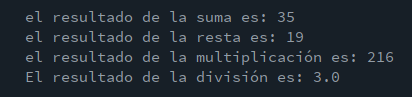 el resultado de la suma es: 35
el resultado de la resta es: 19
el resultado de la multiplicación es: 216
El resultado de la división es: 3.0